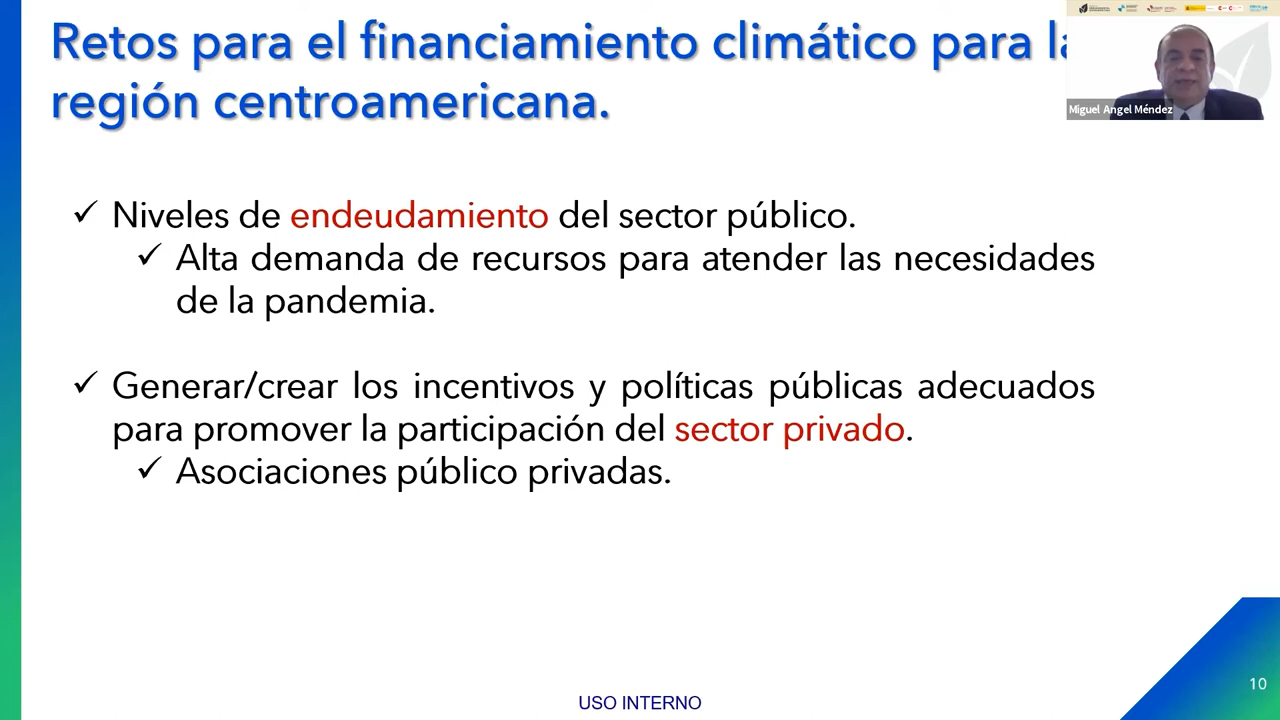 Retos para el financiamiento climático para la
región centroamericana.
Miguel Angel Méndez
✓ Niveles de endeudamiento del sector público.
✓ Alta demanda de recursos para atender las necesidades
de la pandemia.
✓ Generar/crear los incentivos y políticas públicas adecuados
para promover la participación del sector privado.
✓ Asociaciones público privadas.
10
USO INTERNO